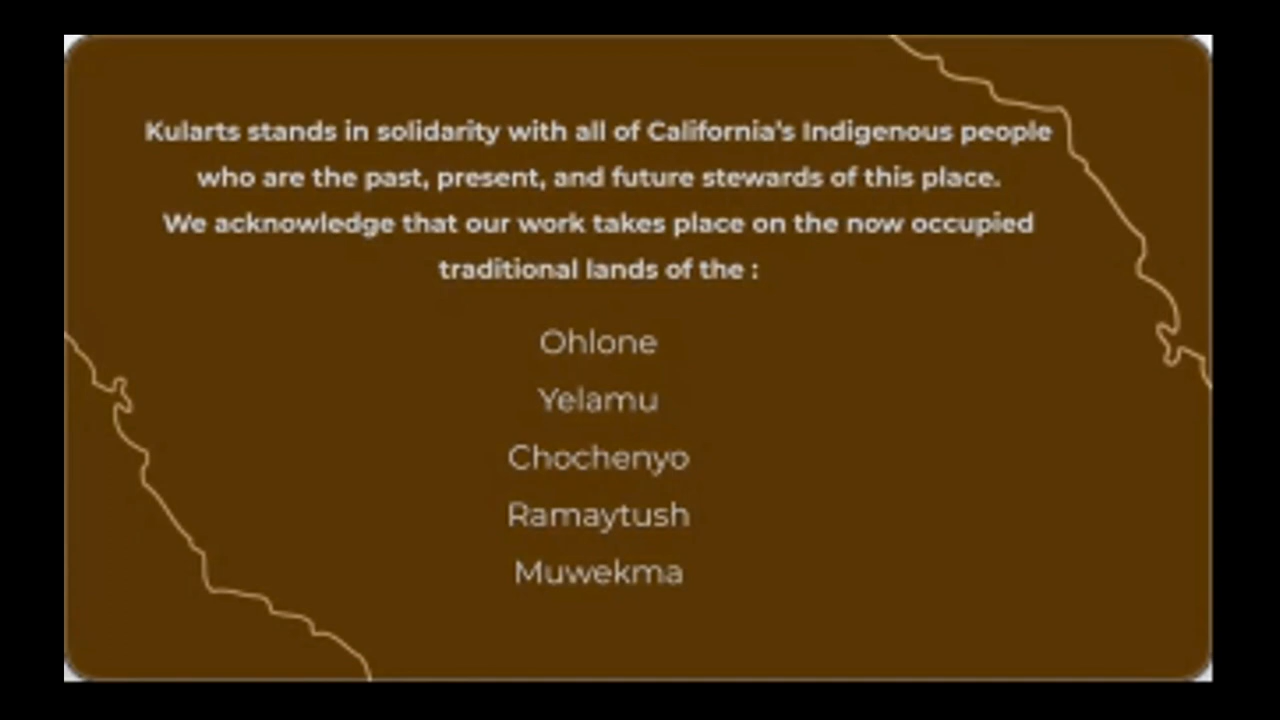 Kularts stands in solidarity with all of California's Indigenous people
who are the past, present, and future stewards of this place.
We acknowledge that our work takes place on the now occupied
traditional lands of the :
Ohlone
Yelamu
Chochenyo
Ramaytush
Muwekma